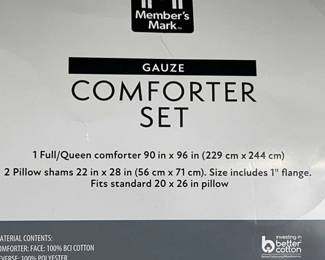 Member's
Mark™
GAUZE
COMFORTER
SET
1 Full/Queen comforter 90 in x 96 in (229 cm x 244 cm)
2 Pillow shams 22 in x 28 in (56 cm x 71 cm). Size includes 1" flange.
Fits standard 20 x 26 in pillow
MATERIAL CONTENTS:
COMFORTER: FACE: 100% BCI COTTON
REVERSE: 100% POLYESTER
investing in
better
cotton